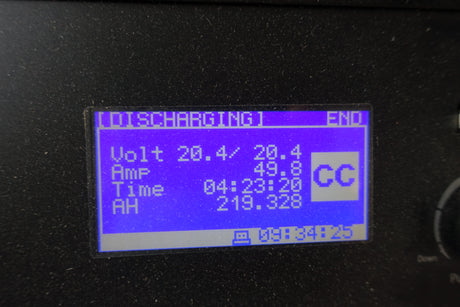 [DISCHARGING] END
Volt 20.4/ 20.4
Amp 49.8
Time 04:23:20
AH 219.328
CC
09:34:25
Down